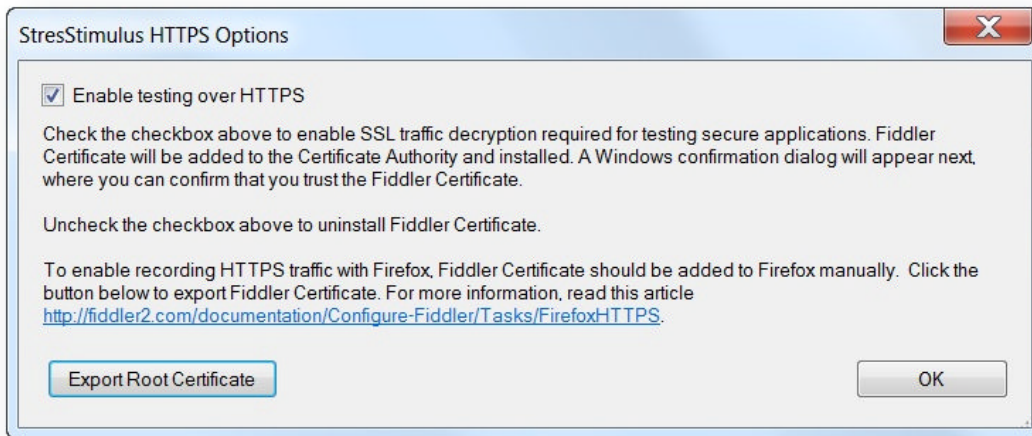 StresStimulus HTTPS Options
Enable testing over HTTPS
Check the checkbox above to enable SSL traffic decryption required for testing secure applications. Fiddler
Certificate will be added to the Certificate Authority and installed. A Windows confirmation dialog will appear next,
where you can confirm that you trust the Fiddler Certificate.
Uncheck the checkbox above to uninstall Fiddler Certificate.
To enable recording HTTPS traffic with Firefox, Fiddler Certificate should be added to Firefox manually.  Click the
button below to export Fiddler Certificate. For more information, read this article
http://fiddler2.com/documentation/Configure-Fiddler/Tasks/FirefoxHTTPS.
Export Root Certificate
OK